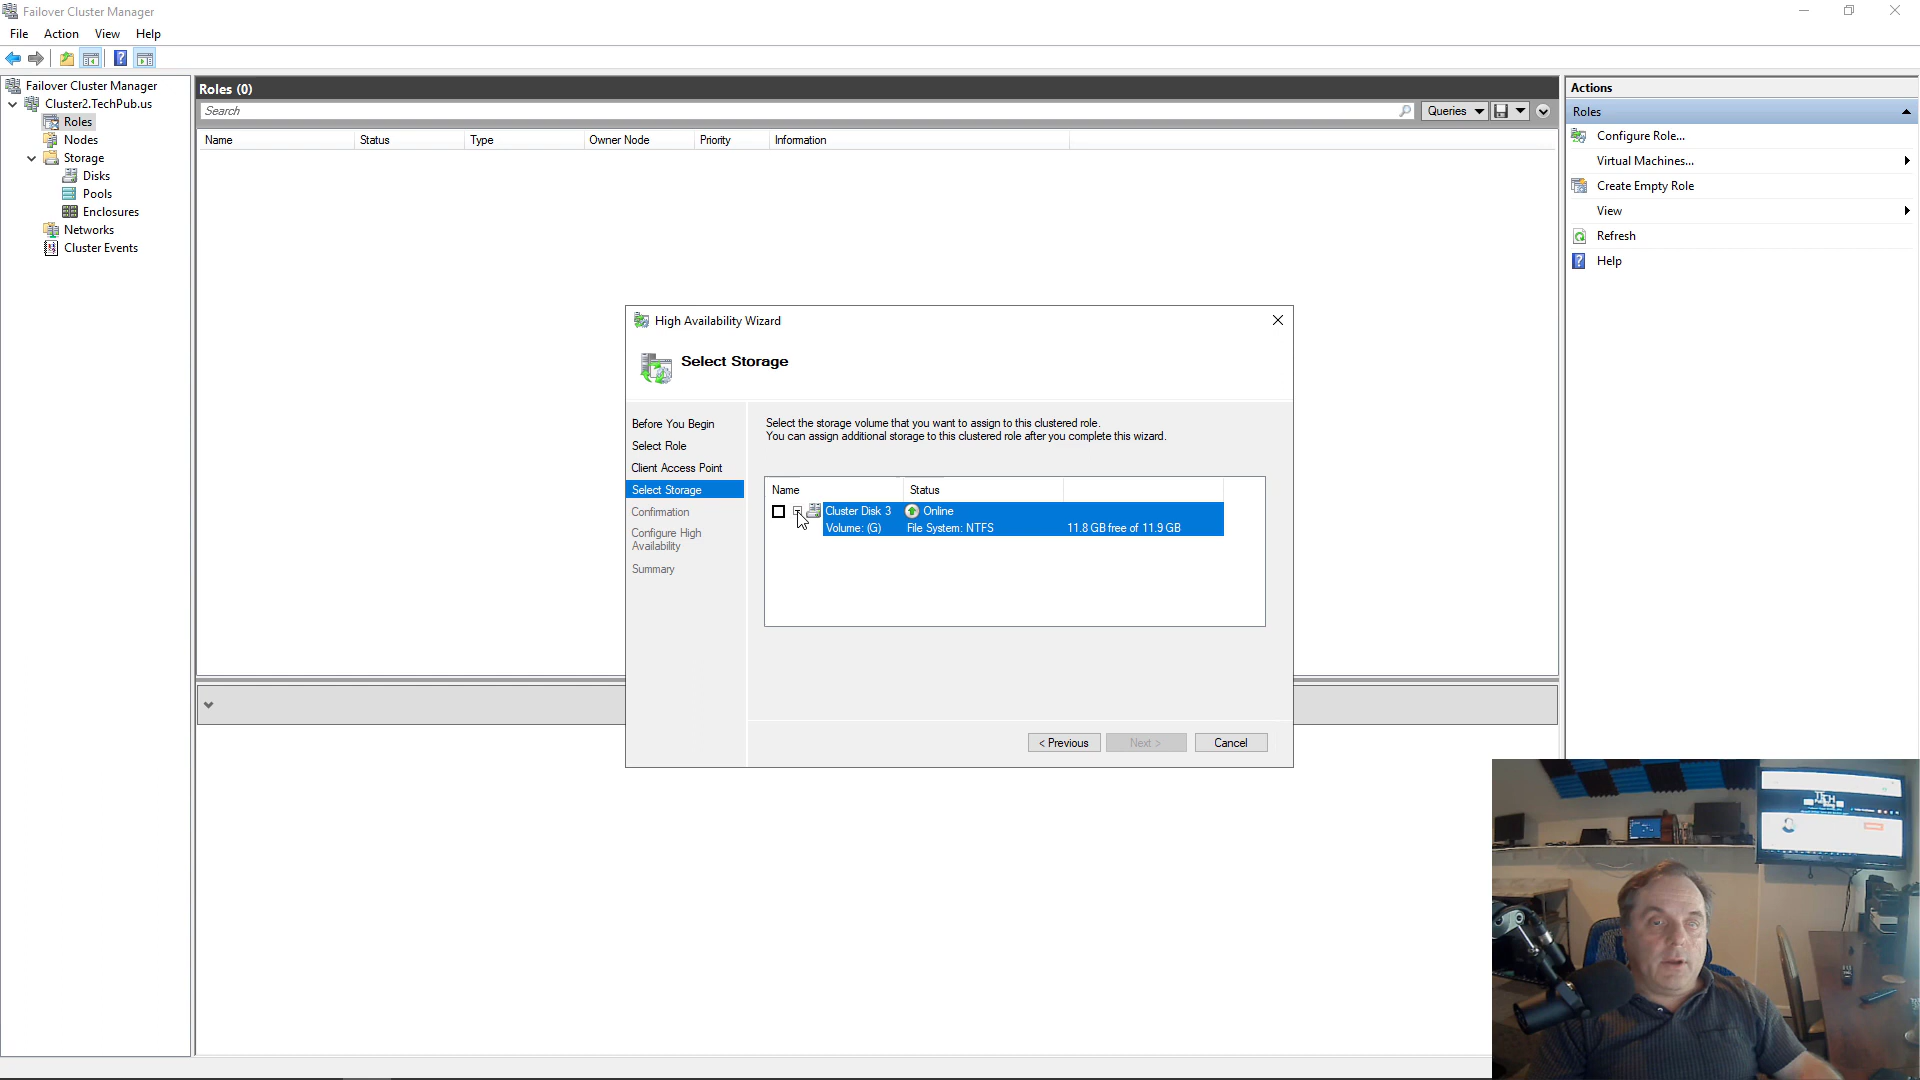 Failover Cluster Manager
File Action View Help
Failover Cluster Manager
Cluster2.TechPub.us
Roles
Nodes
Storage
Disks
Pools
Enclosures
Networks
Cluster Events
Roles (0)
Search
Queries
Name Status Type Owner Node Priority Information
Actions
Roles
Configure Role...
Virtual Machines...
Create Empty Role
View
Refresh
Help
High Availability Wizard
Select Storage
Before You Begin
Select Role
Client Access Point
Select Storage
Confirmation
Configure High
Availability
Summary
Select the storage volume that you want to assign to this clustered role.
You can assign additional storage to this clustered role after you complete this wizard.
Name Status
Cluster Disk 3 Online
Volume: (G) File System: NTFS 11.8 GB free of 11.9 GB
< Previous Next > Cancel
TECH